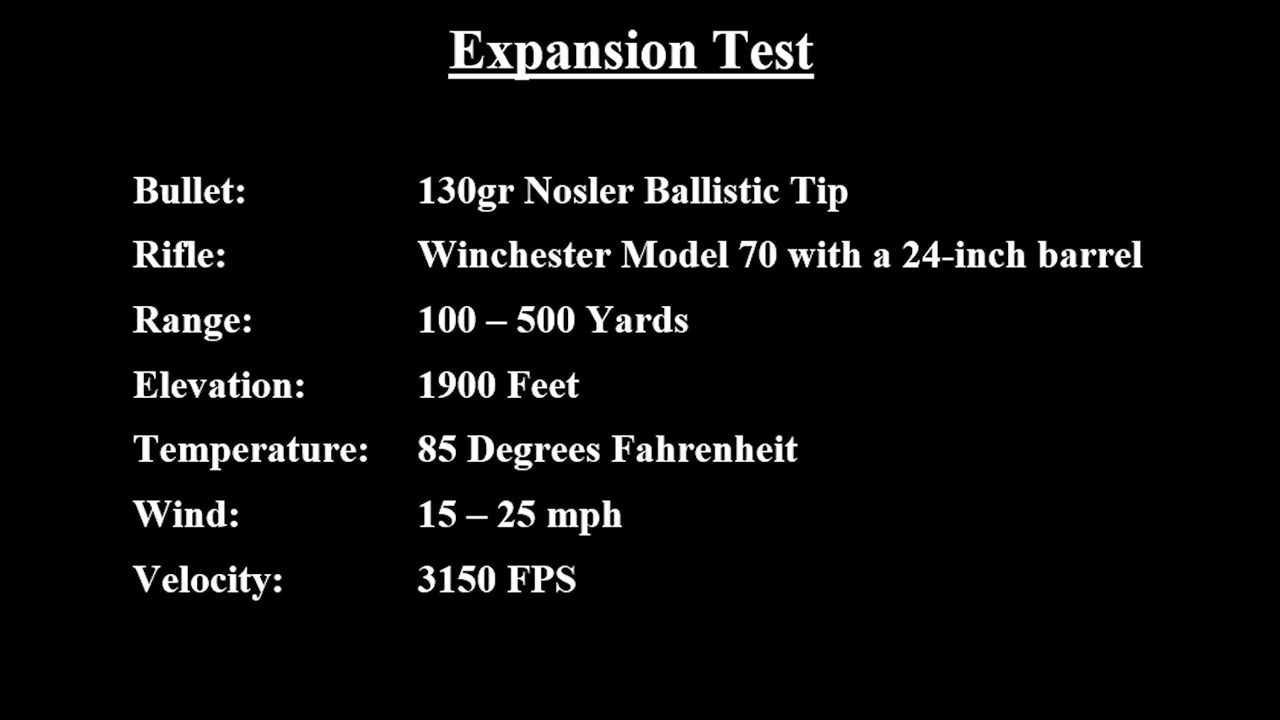 Expansion Test
Bullet: 130gr Nosler Ballistic Tip
Rifle: Winchester Model 70 with a 24-inch barrel
Range: 100 – 500 Yards
Elevation: 1900 Feet
Temperature: 85 Degrees Fahrenheit
Wind: 15 – 25 mph
Velocity: 3150 FPS